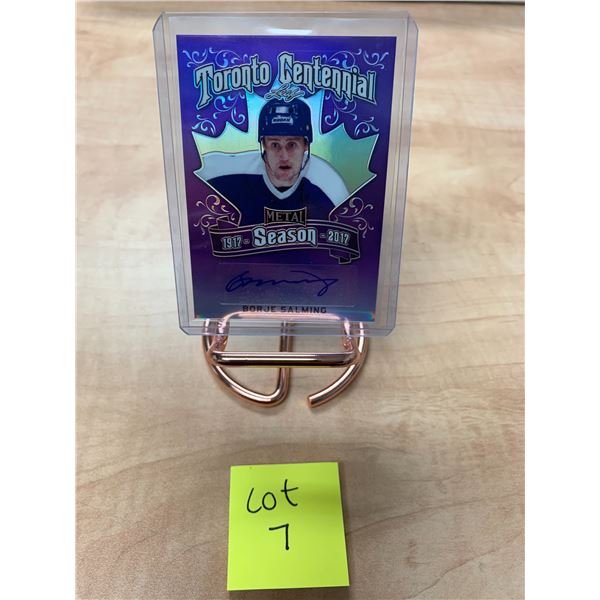 Toronto Centennial
Leaf
METAL
1917 - Season - 2017
BORJE SALMING
Lot
7